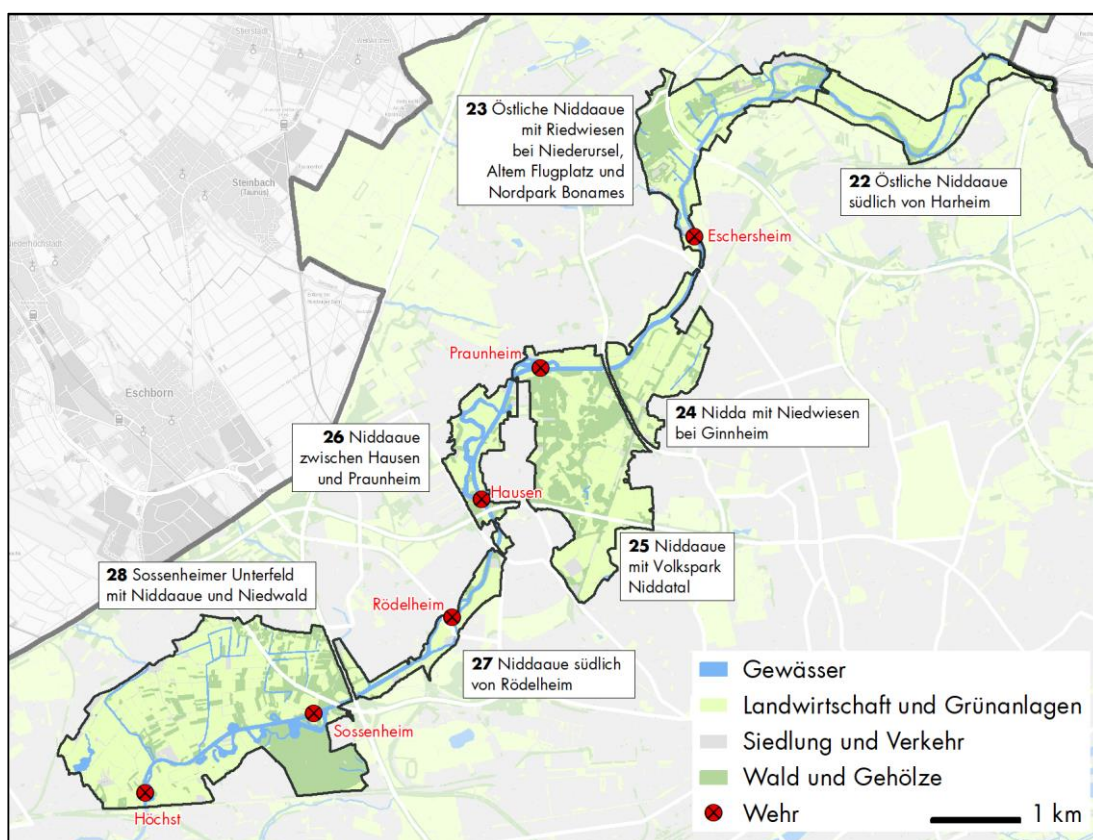 Steinbach
(Taunus)
Eschborn
23 Östliche Niddaaue
mit Riedwiesen
bei Niederursel,
Altem Flugplatz und
Nordpark Bonames
22 Östliche Niddaaue
südlich von Harheim
Eschersheim
Praunheim
24 Nidda mit Niedwiesen
bei Ginnheim
26 Niddaaue
zwischen Hausen
und Praunheim
Hausen
25 Niddaaue
mit Volkspark
Niddatal
28 Sossenheimer Unterfeld
mit Niddaaue und Niedwald
Rödelheim
27 Niddaaue südlich
von Rödelheim
Sossenheim
Höchst
Gewässer
Landwirtschaft und Grünanlagen
Siedlung und Verkehr
Wald und Gehölze
Wehr
1 km